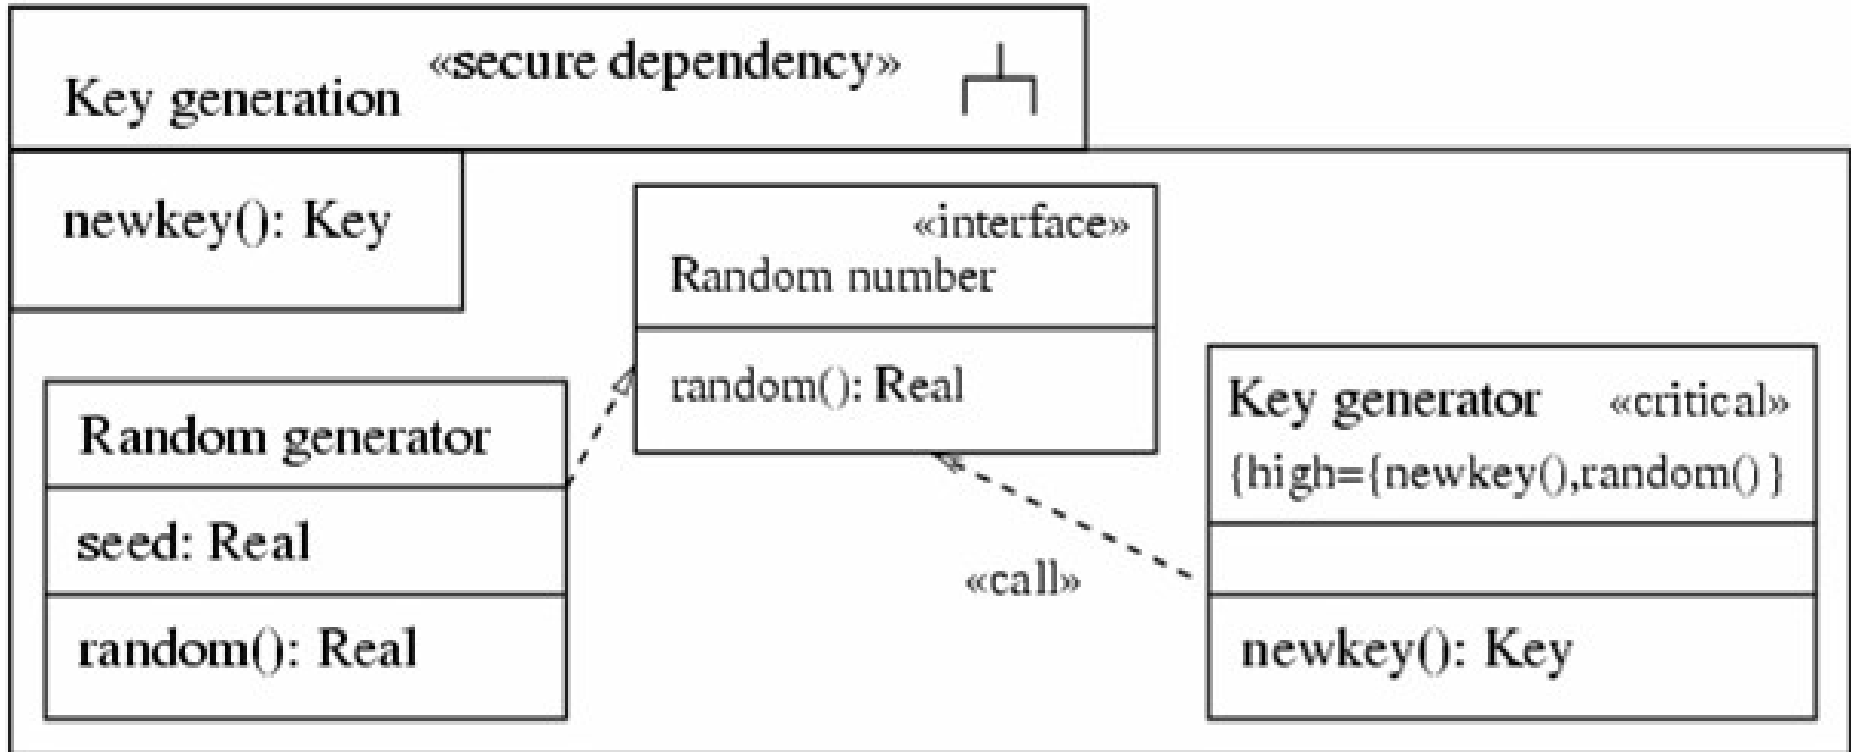 «secure dependency»
Key generation
newkey(): Key
«interface»
Random number
random(): Real
Random generator
seed: Real
random(): Real
Key generator «critical»
{high={newkey(),random()}
«call»
newkey(): Key